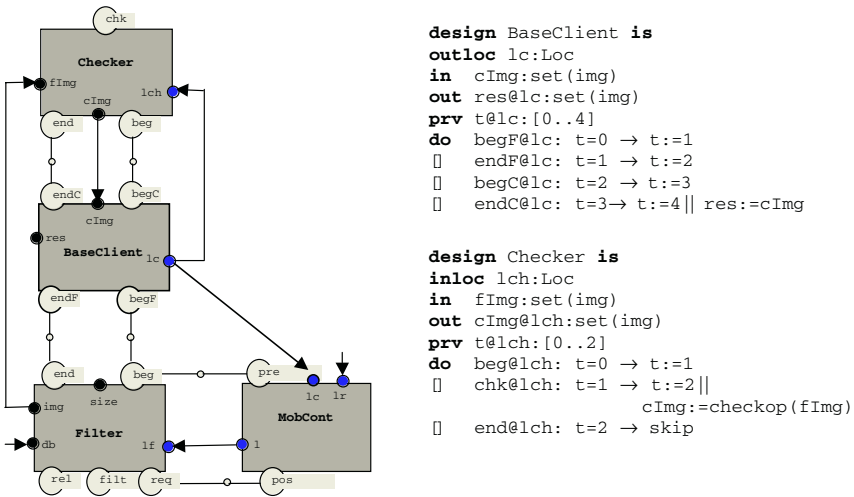 chk
Checker
fImg
lch
cImg
end
beg
endC
begC
cImg
res
BaseClient
lc
endF
begF
end
beg
pre
size
lc
lr
img
MobCont
Filter
db
lf
l
rel
filt
req
pos
design BaseClient is
outloc lc:Loc
in cImg:set(img)
out res@lc:set(img)
prv t@lc:[0..4]
do begF@lc: t=0 → t:=1
[] endF@lc: t=1 → t:=2
[] begC@lc: t=2 → t:=3
[] endC@lc: t=3→ t:=4|| res:=cImg
design Checker is
inloc lch:Loc
in fImg:set(img)
out cImg@lch:set(img)
prv t@lch:[0..2]
do beg@lch: t=0 → t:=1
[] chk@lch: t=1 → t:=2||
cImg:=checkop(fImg)
[] end@lch: t=2 → skip